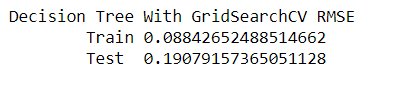 Decision Tree With GridSearchCV RMSE
Train 0.08842652488514662
Test 0.19079157365051128